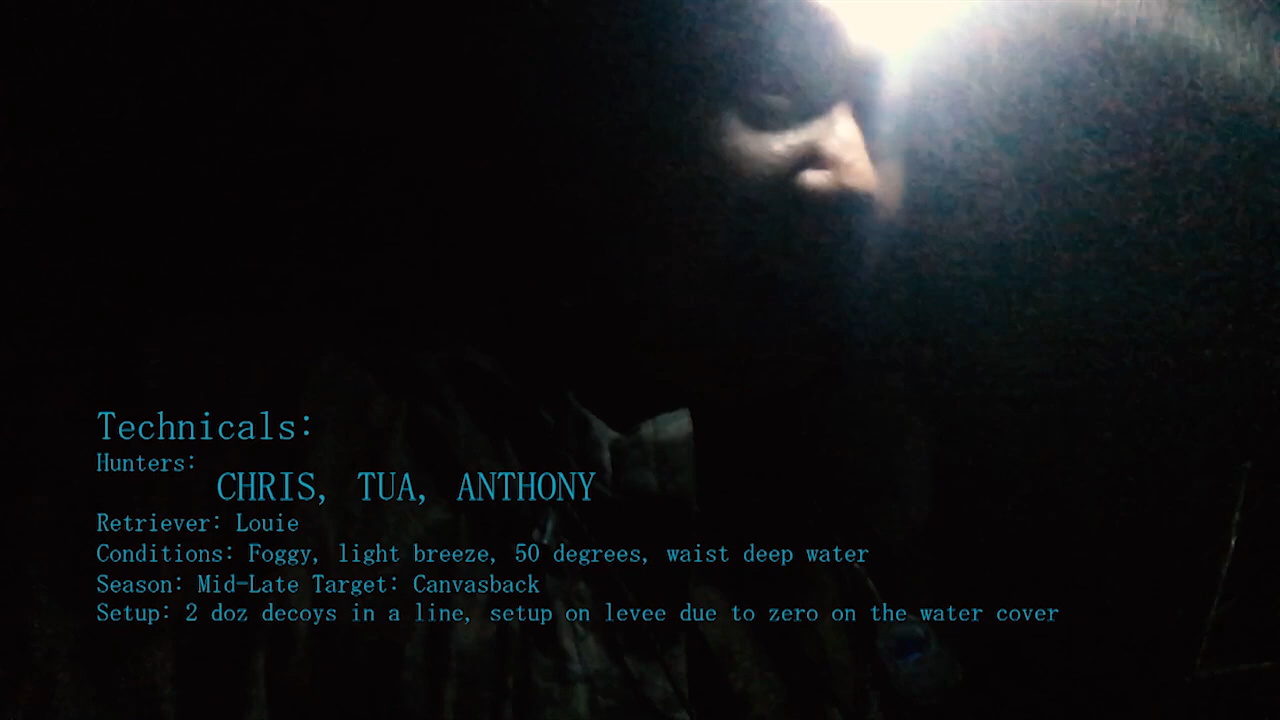 Technicals:
Hunters:
CHRIS, TUA, ANTHONY
Retriever: Louie
Conditions: Foggy, light breeze, 50 degrees, waist deep water
Season: Mid-Late Target: Canvasback
Setup: 2 doz decoys in a line, setup on levee due to zero on the water cover